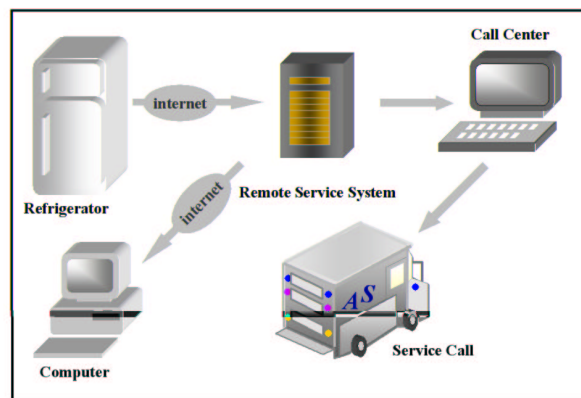 Call Center
internet
Refrigerator
Remote Service System
internet
AS
Computer
Service Call